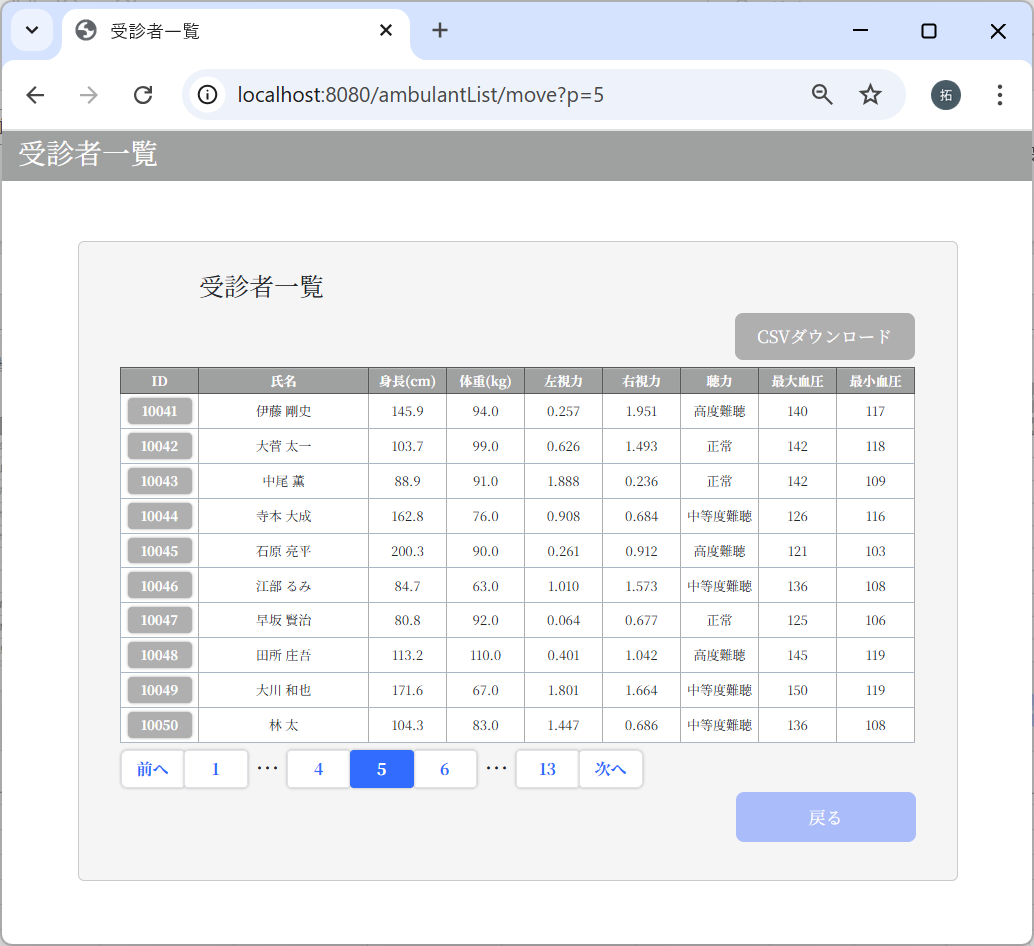 受診者一覧
localhost:8080/ambulantList/move?p=5
拓
受診者一覧
受診者一覧
CSVダウンロード
ID 氏名 身長(cm) 体重(kg) 左視力 右視力 聴力 最大血圧 最小血圧
10041 伊藤 剛史 145.9 94.0 0.257 1.951 高度難聴 140 117
10042 大菅 太一 103.7 99.0 0.626 1.493 正常 142 118
10043 中尾 薫 88.9 91.0 1.888 0.236 正常 142 109
10044 寺本 大成 162.8 76.0 0.908 0.684 中等度難聴 126 116
10045 石原 亮平 200.3 90.0 0.261 0.912 高度難聴 121 103
10046 江部 るみ 84.7 63.0 1.010 1.573 中等度難聴 136 108
10047 早坂 賢治 80.8 92.0 0.064 0.677 正常 125 106
10048 田所 庄吾 113.2 110.0 0.401 1.042 高度難聴 145 119
10049 大川 和也 171.6 67.0 1.801 1.664 中等度難聴 150 119
10050 林 太 104.3 83.0 1.447 0.686 中等度難聴 136 108
前へ 1 … 4 5 6 … 13 次へ
戻る